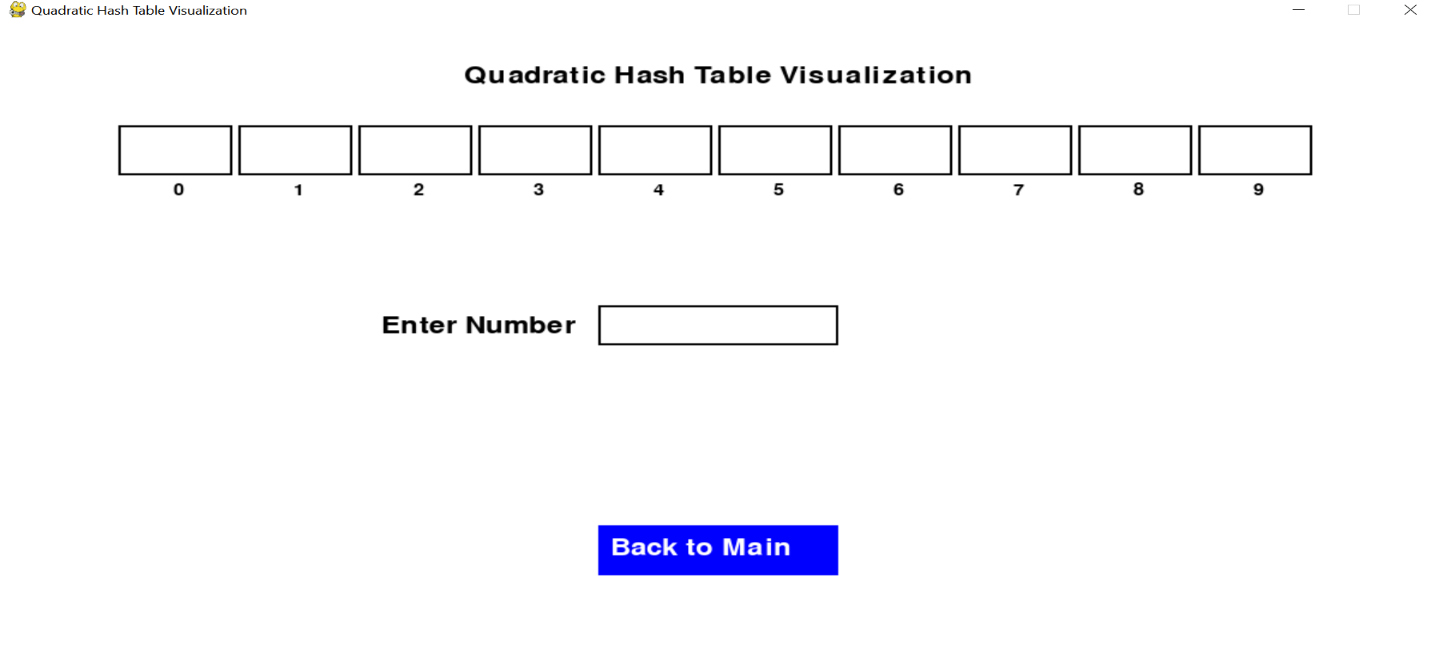 Quadratic Hash Table Visualization
Quadratic Hash Table Visualization
0 1 2 3 4 5 6 7 8 9
Enter Number
Back to Main